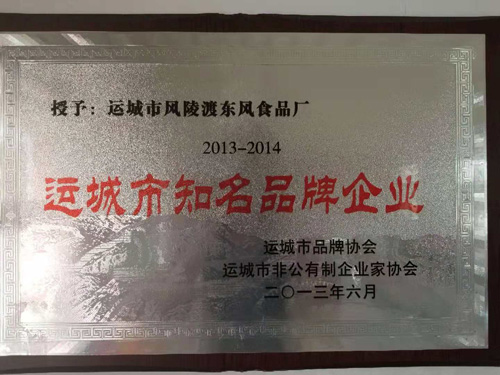 授予：运城市风陵渡东风食品厂
2013-2014
运城市知名品牌企业
运城市品牌协会
运城市非公有制企业家协会
二〇一三年六月